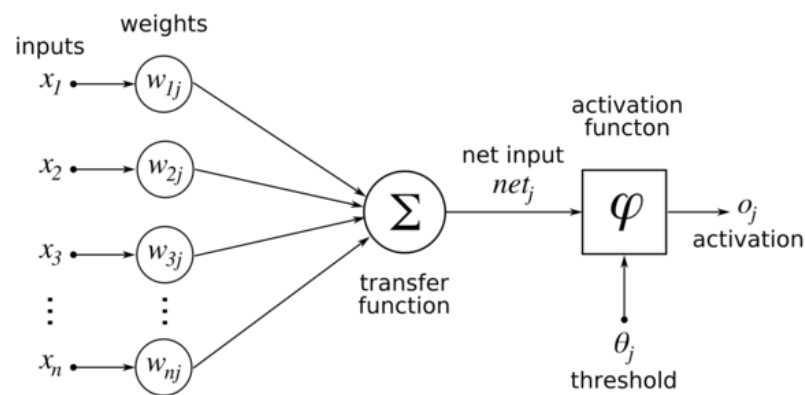 inputs
weights
x1
w1j
x2
w2j
x3
w3j
⋮
⋮
xn
wnj
Σ
transfer
function
net input
netj
activation
functon
φ
oj
activation
θj
threshold